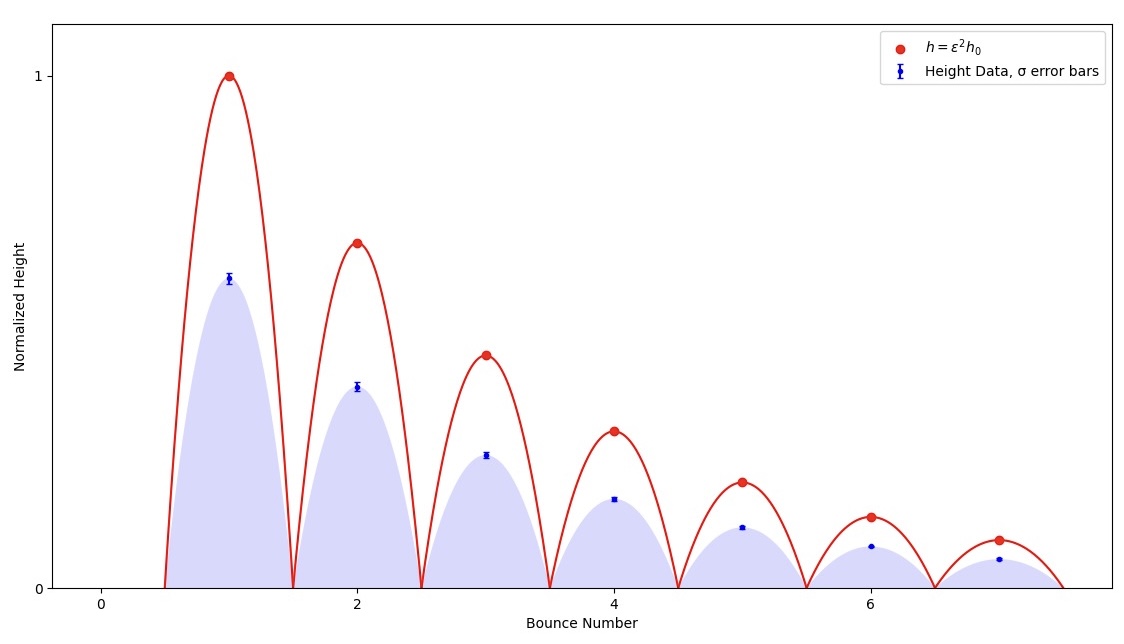 h = ε²h₀
Height Data, σ error bars
1
0
Normalized Height
0
2
4
6
Bounce Number